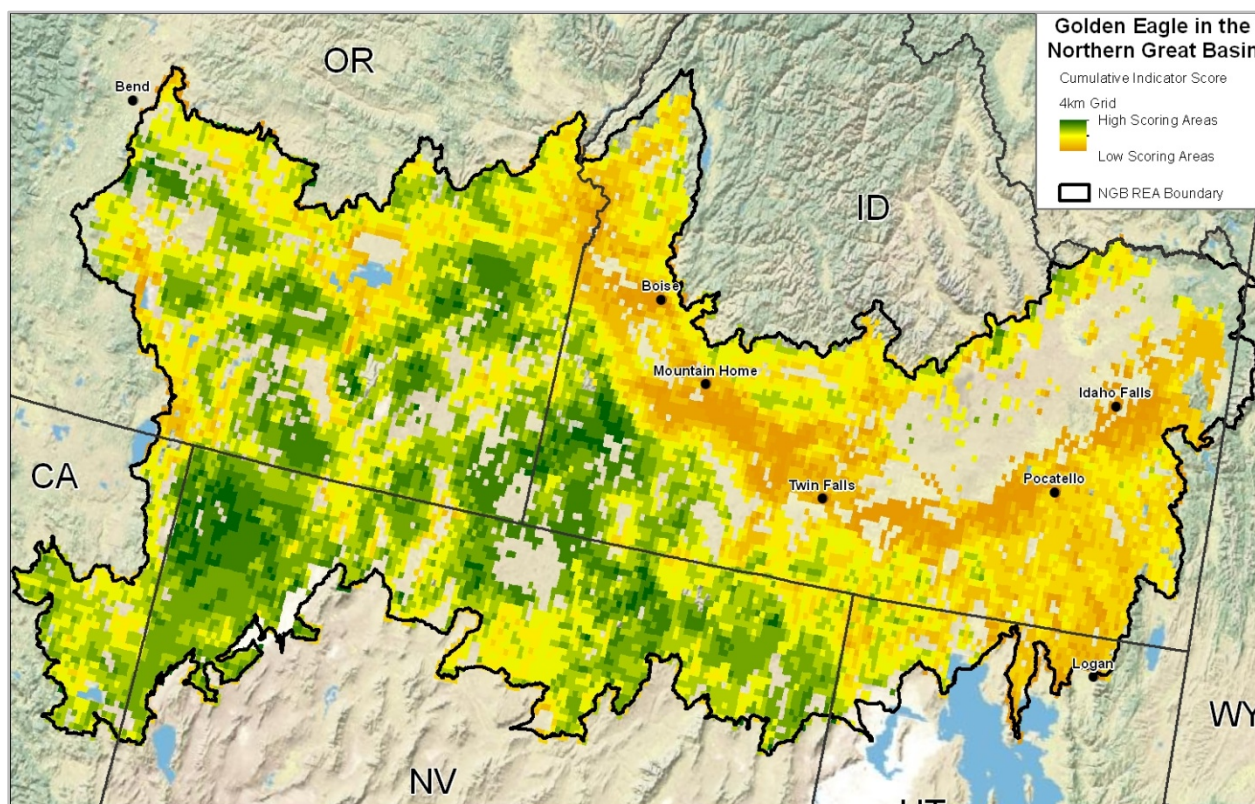 Golden Eagle in the
Northern Great Basin
Cumulative Indicator Score
4km Grid
High Scoring Areas
Low Scoring Areas
NGB REA Boundary
OR
Bend
ID
Boise
Mountain Home
Idaho Falls
CA
Twin Falls
Pocatello
Logan
WY
NV
UT